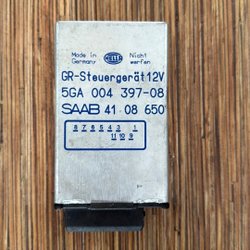 Made in Germany
HELLA
Nicht werfen
GR-Steuergerät 12V
5GA 004 397-08
SAAB 41 08 650
8 7 6 5 4 3 1
11 10 9